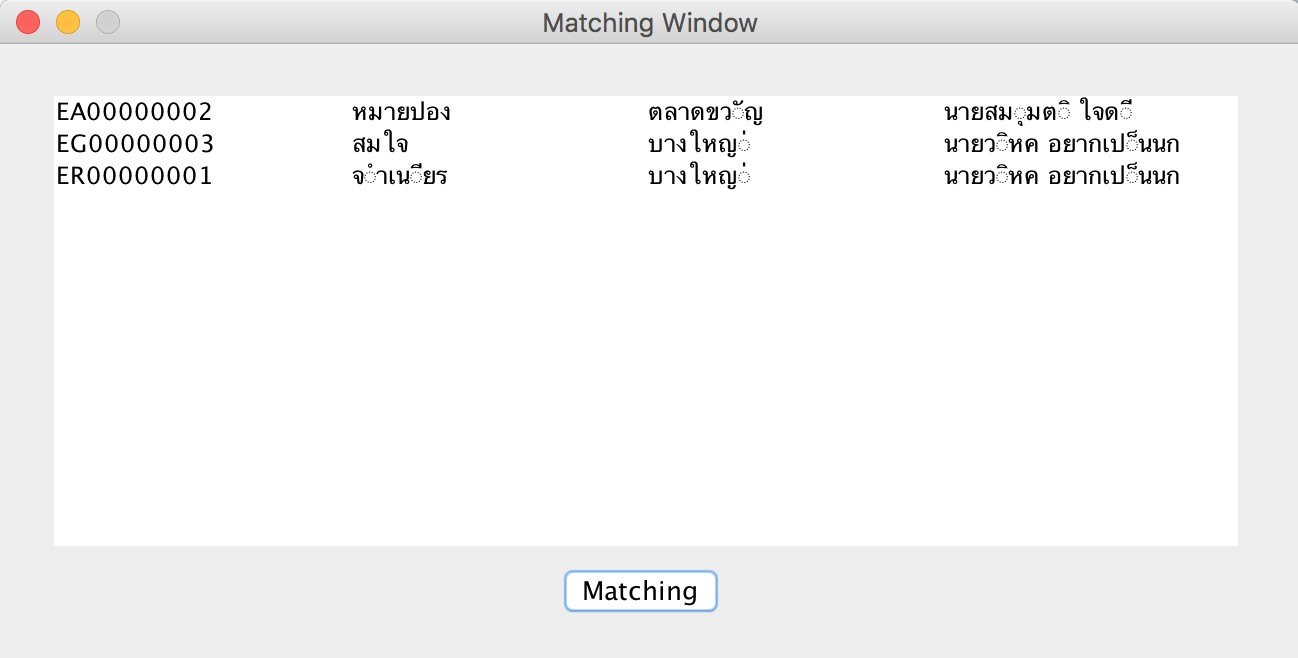 Matching Window
EA00000002 หมายปอง ตลาดขวัญ นายสมุมติ ใจดี
EG00000003 สมใจ บางใหญ่ นายวิหค อยากเป็นนก
ER00000001 จำเนียร บางใหญ่ นายวิหค อยากเป็นนก
Matching